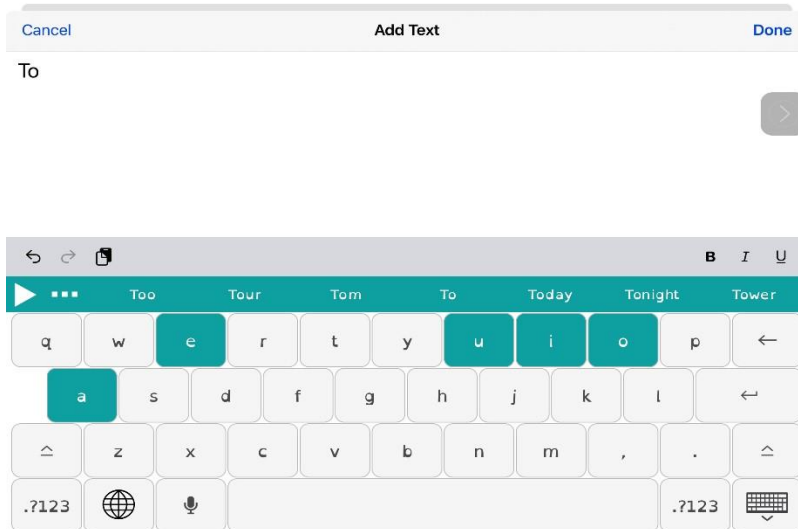 Cancel Add Text Done
To
B I U
Too Tour Tom To Today Tonight Tower
q w e r t y u i o p
a s d f g h j k l
z x c v b n m , .
.?123 .?123